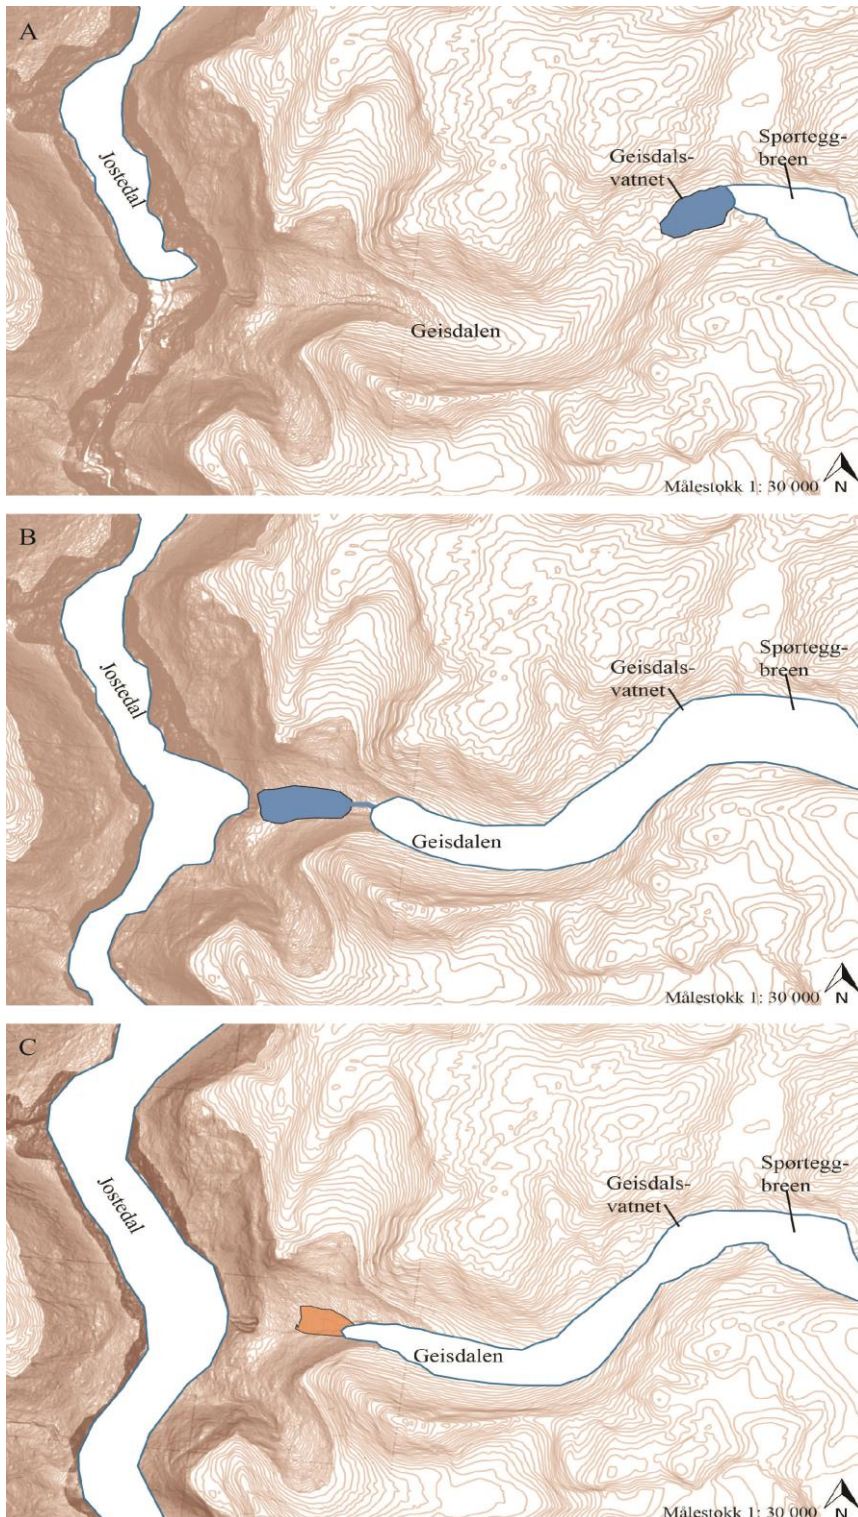 A
Jostedal
Geisdals-
vatnet
Spørtegg-
breen
Geisdalen
Målestokk 1: 30 000
N
B
Jostedal
Geisdals-
vatnet
Spørtegg-
breen
Geisdalen
Målestokk 1: 30 000
N
C
Jostedal
Geisdals-
vatnet
Spørtegg-
breen
Geisdalen
Målestokk 1: 30 000
N